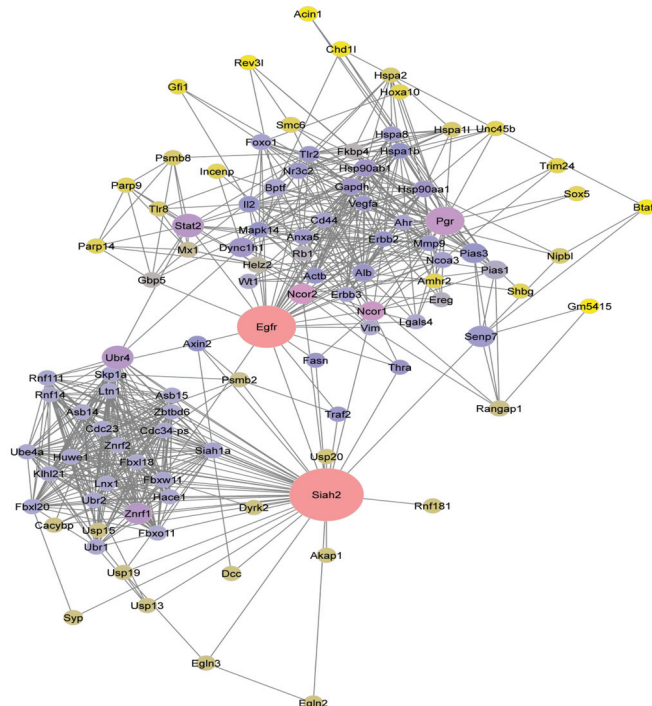 Acin1
Chd1l
Rev3l
Hspa2
Gfi1
Hoxa10
Smc6
Hspa8
Hspa1l
Unc45b
Foxo1
Tlr2
Fkbp4
Hspa1b
Psmb8
Nr3c2
Hsp90ab1
Trim24
Parp9
Incenp
Bptf
Gapdh
Hsp90aa1
Sox5
Tlr8
Il2
Vegfa
Btaf
Stat2
Cd44
Ahr
Pgr
Parp14
Mapk14
Anxa5
Erbb2
Mmp9
Mx1
Dync1h1
Rb1
Ncoa3
Pias3
Nipbl
Helz2
Alb
Pias1
Gbp5
Wt1
Actb
Amhr2
Shbg
Ncor2
Erbb3
Ereg
Gm5415
Egfr
Ncor1
Lgals4
Vim
Senp7
Axin2
Ubr4
Fasn
Thra
Rnf111
Skp1a
Psmb2
Rnf14
Ltn1
Asb15
Rangap1
Asb14
Zbtbd6
Traf2
Cdc23
Cdc34-ps
Ube4a
Huwe1
Znrf2
Siah1a
Usp20
Klhl21
Fbxl18
Lnx1
Fbxw11
Siah2
Fbxl20
Ubr2
Hace1
Rnf181
Cacybp
Znrf1
Dyrk2
Usp15
Fbxo11
Ubr1
Akap1
Usp19
Dcc
Syp
Usp13
Egln3
Egln2